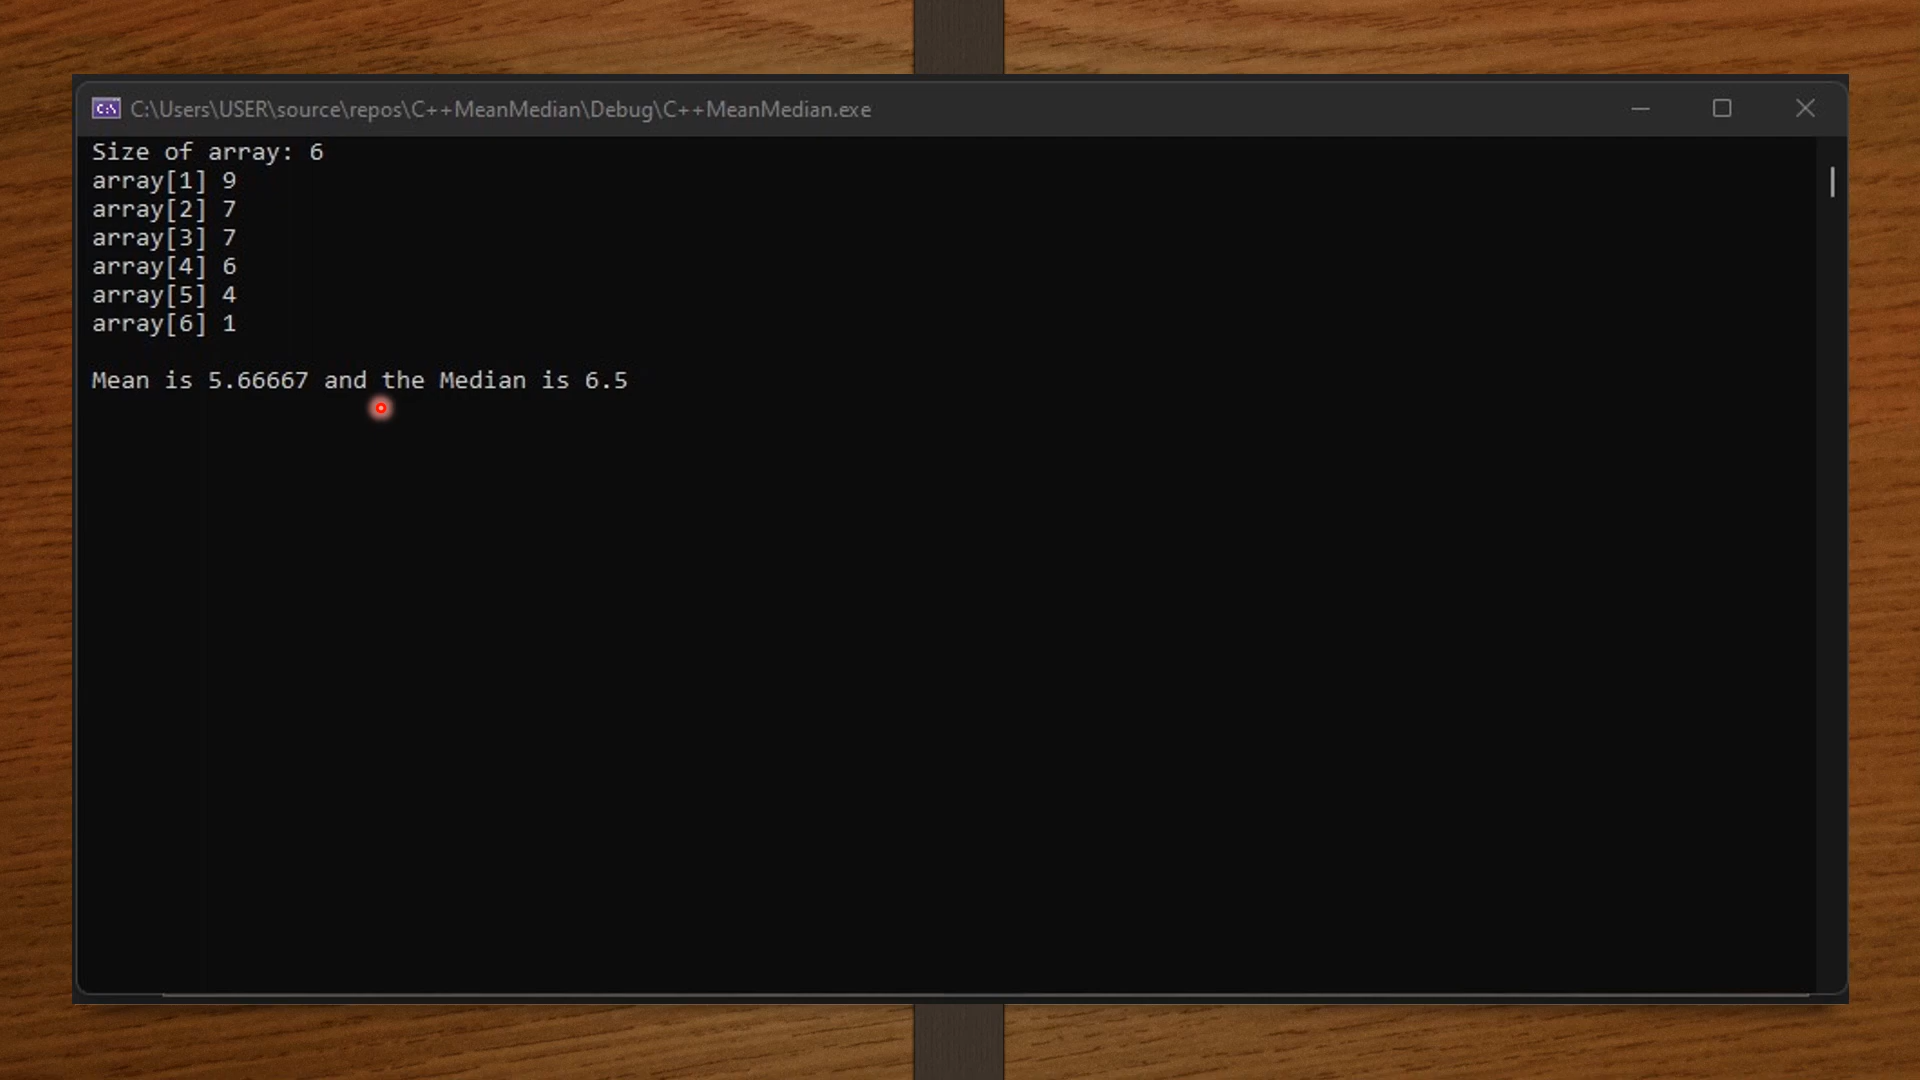 C:\Users\USER\source\repos\C++MeanMedian\Debug\C++MeanMedian.exe
Size of array: 6
array[1] 9
array[2] 7
array[3] 7
array[4] 6
array[5] 4
array[6] 1
Mean is 5.66667 and the Median is 6.5